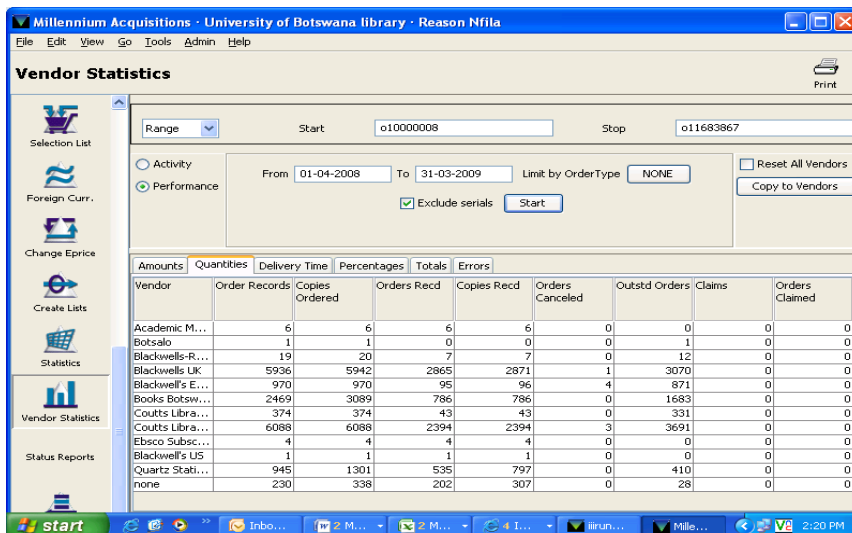 Millennium Acquisitions · University of Botswana library · Reason Nfila
File Edit View Go Tools Admin Help
Vendor Statistics
Print
Selection List
Foreign Curr.
Change Eprice
Create Lists
Statistics
Vendor Statistics
Status Reports
Range Start o10000008 Stop o11683867
Activity
Performance
From 01-04-2008 To 31-03-2009 Limit by OrderType NONE
Exclude serials Start
Reset All Vendors
Copy to Vendors
Amounts Quantities Delivery Time Percentages Totals Errors
Vendor Order Records Copies Ordered Orders Recd Copies Recd Orders Canceled Outstd Orders Claims Orders Claimed
Academic M... 6 6 6 6 0 0 0 0
Botsalo 1 1 0 0 0 1 0 0
Blackwells-R... 19 20 7 7 0 12 0 0
Blackwells UK 5936 5942 2865 2871 1 3070 0 0
Blackwell's E... 970 970 95 96 4 871 0 0
Books Botsw... 2469 3089 786 786 0 1683 0 0
Coutts Libra... 374 374 43 43 0 331 0 0
Coutts Libra... 6088 6088 2394 2394 3 3691 0 0
Ebsco Subsc... 4 4 4 4 0 0 0 0
Blackwell's US 1 1 1 1 0 0 0 0
Quartz Stati... 945 1301 535 797 0 410 0 0
none 230 338 202 307 0 28 0 0
start Inbo... 2 M... 2 M... 4 I... iiirun... Mille... V2 2:20 PM